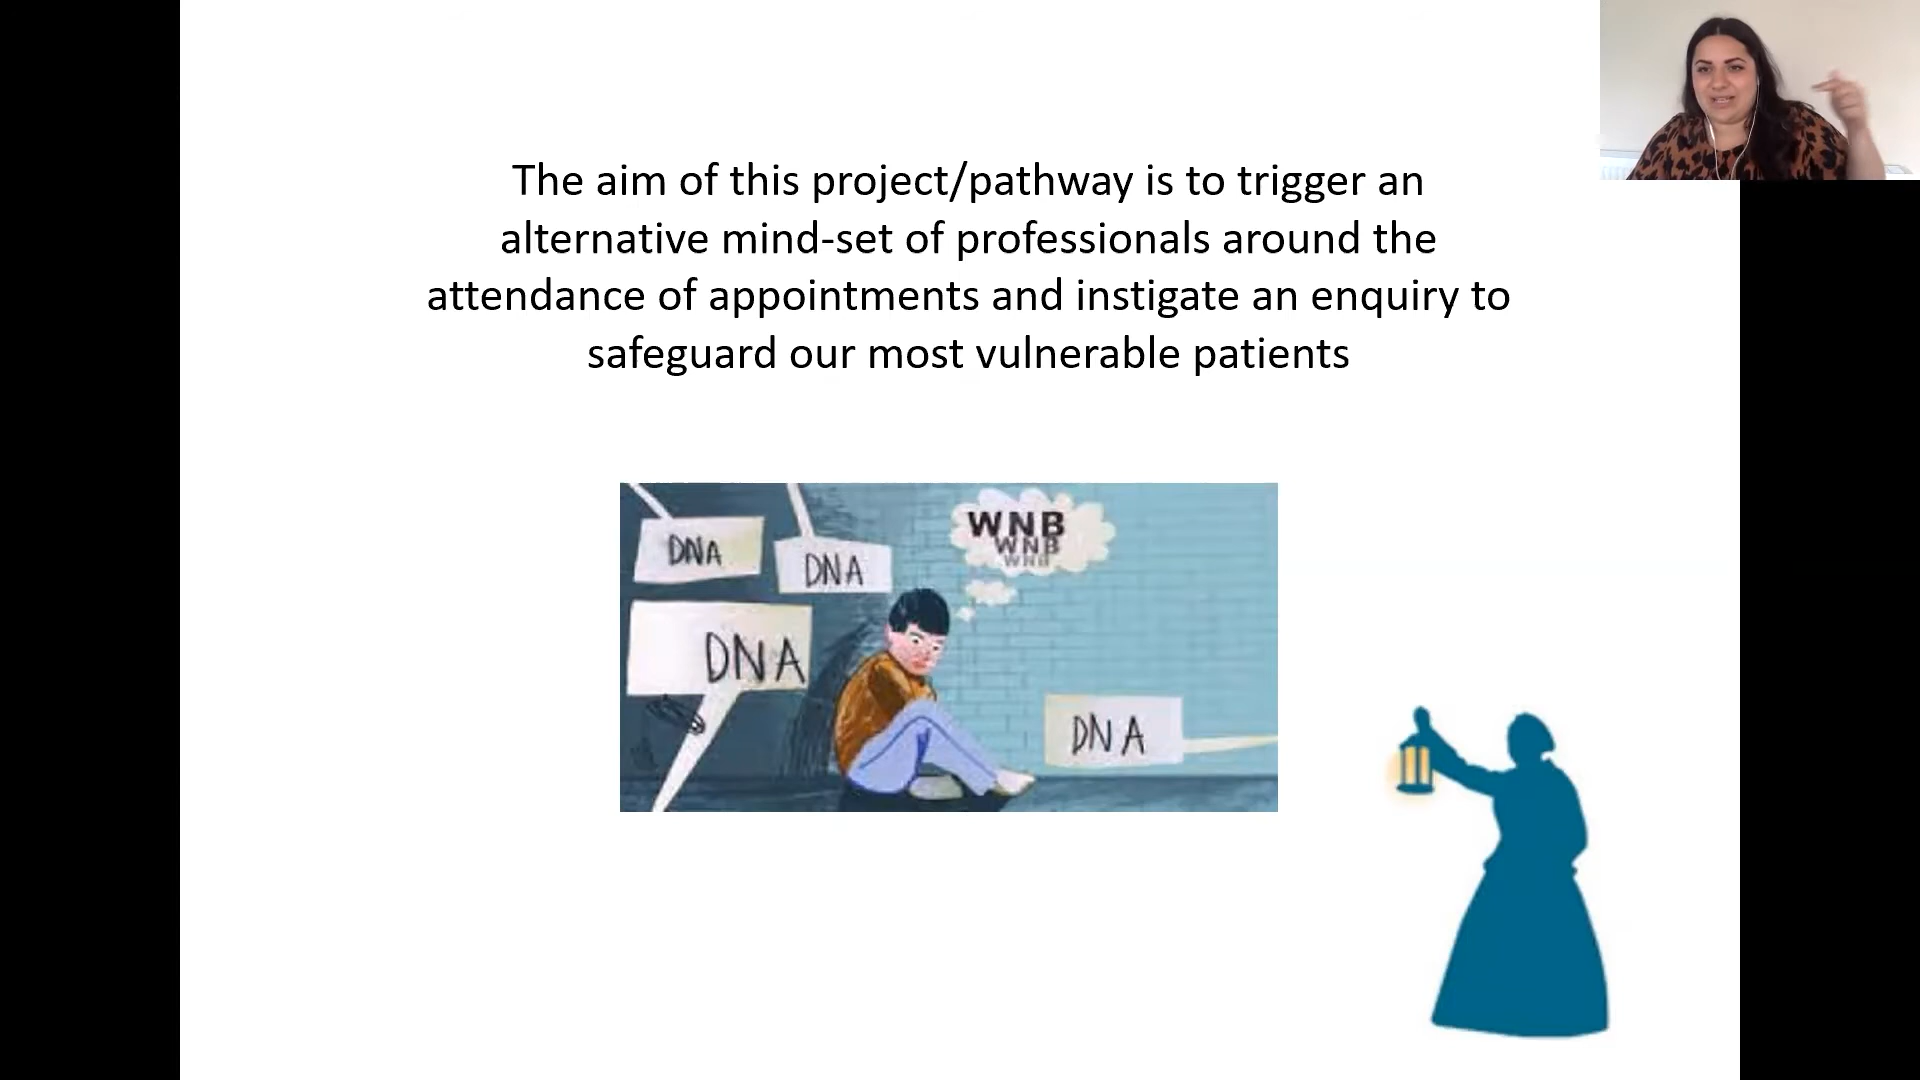 The aim of this project/pathway is to trigger an
alternative mind-set of professionals around the
attendance of appointments and instigate an enquiry to
safeguard our most vulnerable patients
WNB
WNB
WNB
DNA
DNA
DNA
DNA